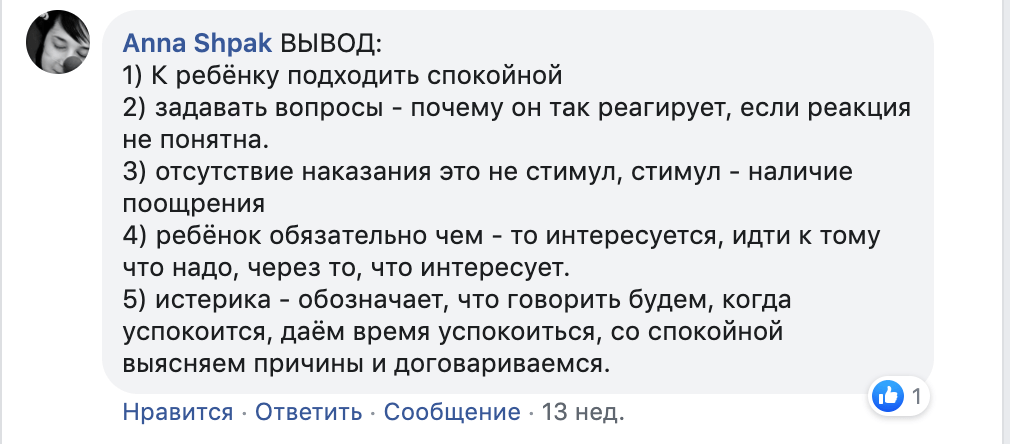 Anna Shpak ВЫВОД:
1) К ребёнку подходить спокойной
2) задавать вопросы - почему он так реагирует, если реакция
не понятна.
3) отсутствие наказания это не стимул, стимул - наличие
поощрения
4) ребёнок обязательно чем - то интересуется, идти к тому
что надо, через то, что интересует.
5) истерика - обозначает, что говорить будем, когда
успокоится, даём время успокоиться, со спокойной
выясняем причины и договариваемся.
1
Нравится · Ответить · Сообщение · 13 нед.